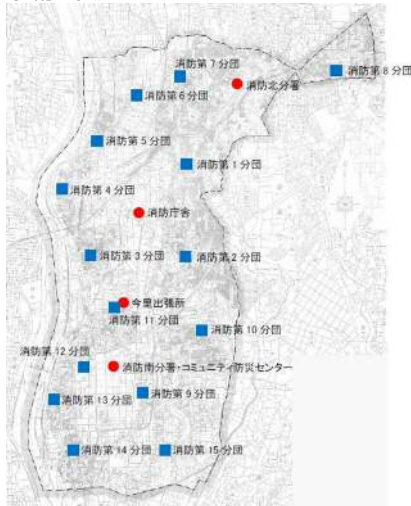 消防第7分団
消防第8分団
消防北分署
消防第6分団
消防第5分団
消防第1分団
消防第4分団
消防庁舎
消防第3分団
消防第2分団
今里出張所
消防第11分団
消防第10分団
消防第12分団
消防南分署・コミュニティ防災センター
消防第13分団
消防第9分団
消防第14分団
消防第15分団